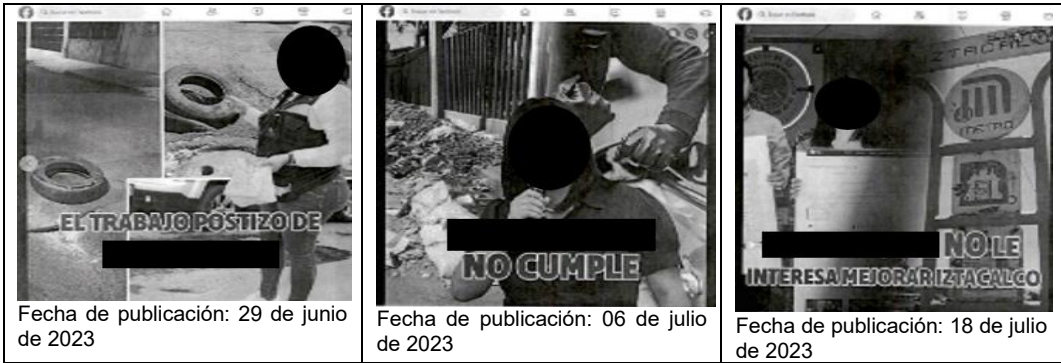 EL TRABAJO POSTIZO DE
Fecha de publicación: 29 de junio
de 2023
NO CUMPLE
Fecha de publicación: 06 de julio
de 2023
IZTACALCO
METRO
NO LE
INTERESA MEJORAR IZTACALCO
Fecha de publicación: 18 de julio
de 2023